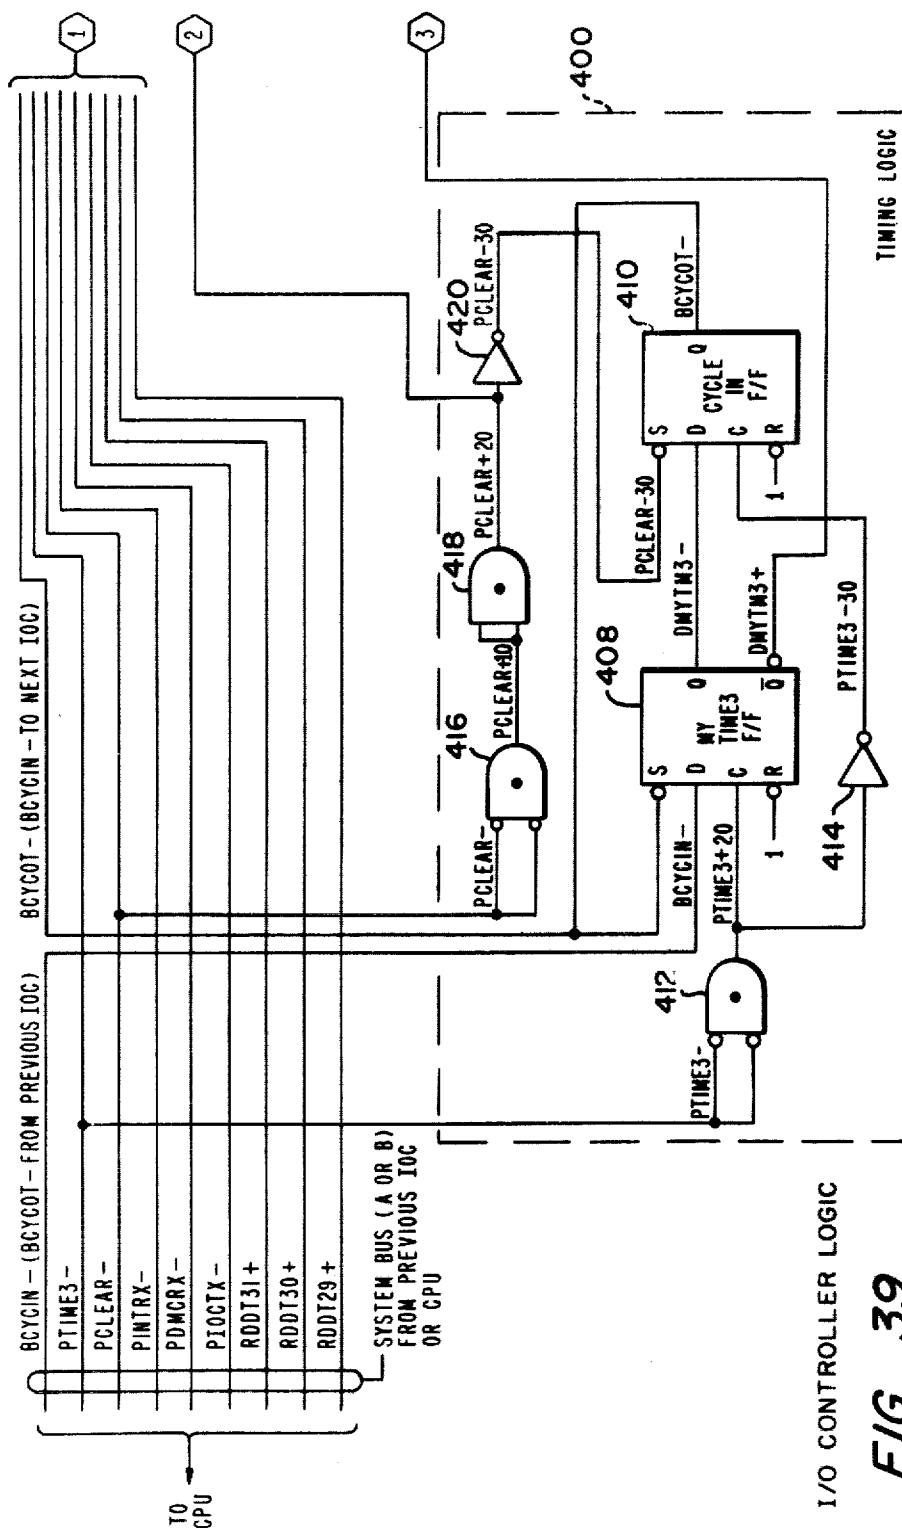 BCYCIN- (BCYCOT-FROM PREVIOUS IOC)
BCYCOT-(BCYCIN-TO NEXT IOC)
PTIME3-
PCLEAR-
PINTRX-
PDMCRX-
PIOCTX-
RDDT31+
RDDT30+
RDDT29+
TO
CPU
SYSTEM BUS (A OR B)
FROM PREVIOUS IOC
OR CPU
1
2
3
400
PCLEAR-
416
PCLEAR+10
418
PCLEAR+20
420
PCLEAR-30
PTIME3-
412
BCYCIN-
PTIME3+20
1
408
S
D
C
R
Q
Q
MY
TIME3
F/F
DMYTM3-
DMYTM3+
PCLEAR-30
414
PTIME3-30
1
410
S
D
C
R
Q
CYCLE
IN
F/F
BCYCOT-
TIMING LOGIC
I/O CONTROLLER LOGIC
FIG. 39